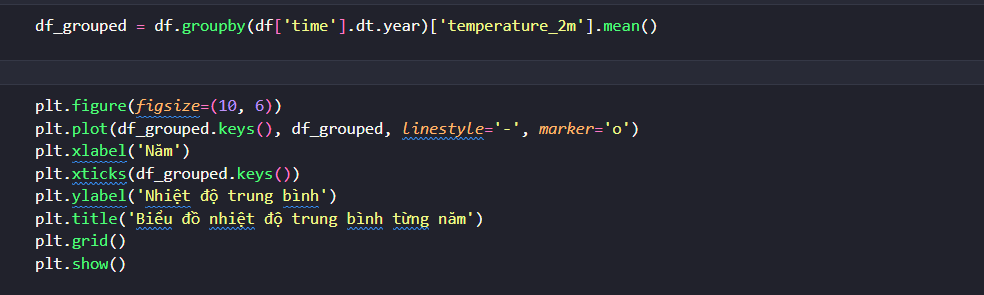 df_grouped = df.groupby(df['time'].dt.year)['temperature_2m'].mean()
plt.figure(figsize=(10, 6))
plt.plot(df_grouped.keys(), df_grouped, linestyle='-', marker='o')
plt.xlabel('Năm')
plt.xticks(df_grouped.keys())
plt.ylabel('Nhiệt độ trung bình')
plt.title('Biểu đồ nhiệt độ trung bình từng năm')
plt.grid()
plt.show()